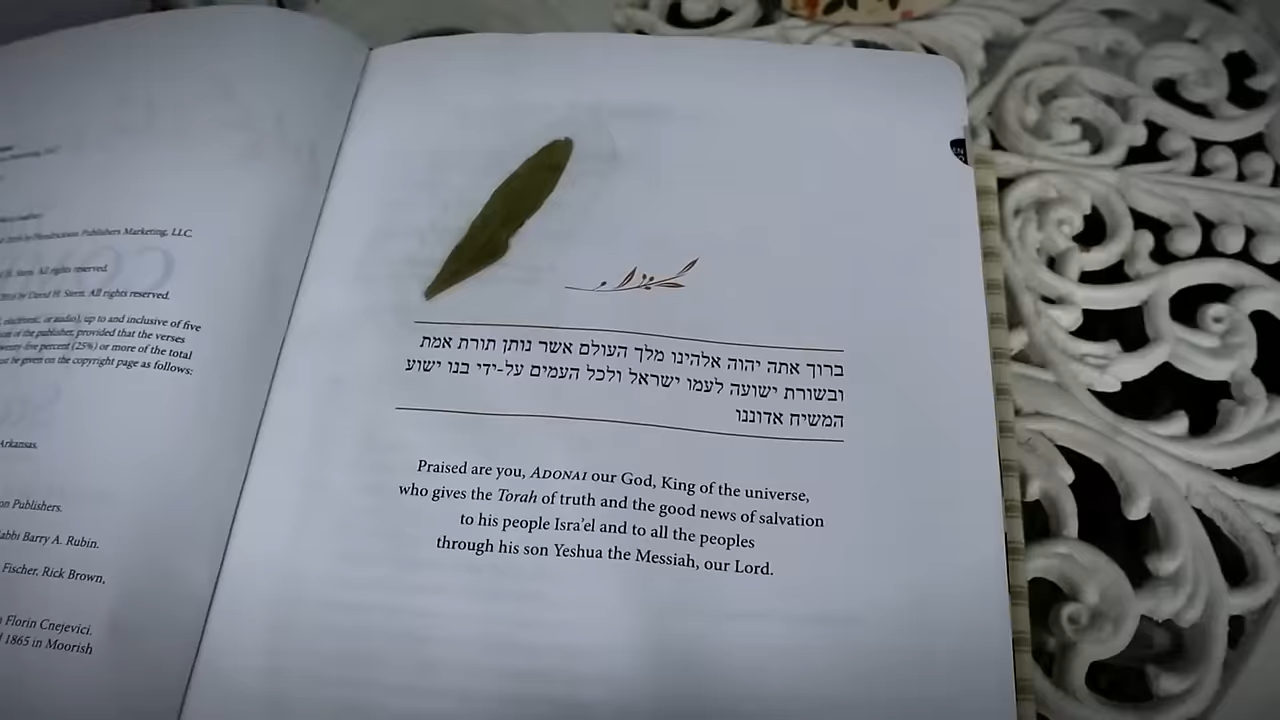 Publishers Marketing, LLC.
H. Stern. All rights reserved.
by David H. Stern. All rights reserved.
electronic, or audio), up to and inclusive of five
of the publisher, provided that the verses
twenty-five percent (25%) or more of the total
be given on the copyright page as follows:
Arkansas.
on Publishers.
Rabbi Barry A. Rubin.
Fischer, Rick Brown,
Florin Cnejevici.
1865 in Moorish
ברוך אתה יהוה אלהינו מלך העולם אשר נותן תורת אמת
ובשורת ישועה לעמו ישראל ולכל העמים על-ידי בנו ישוע
המשיח אדוננו
Praised are you, ADONAI our God, King of the universe,
who gives the Torah of truth and the good news of salvation
to his people Isra'el and to all the peoples
through his son Yeshua the Messiah, our Lord.